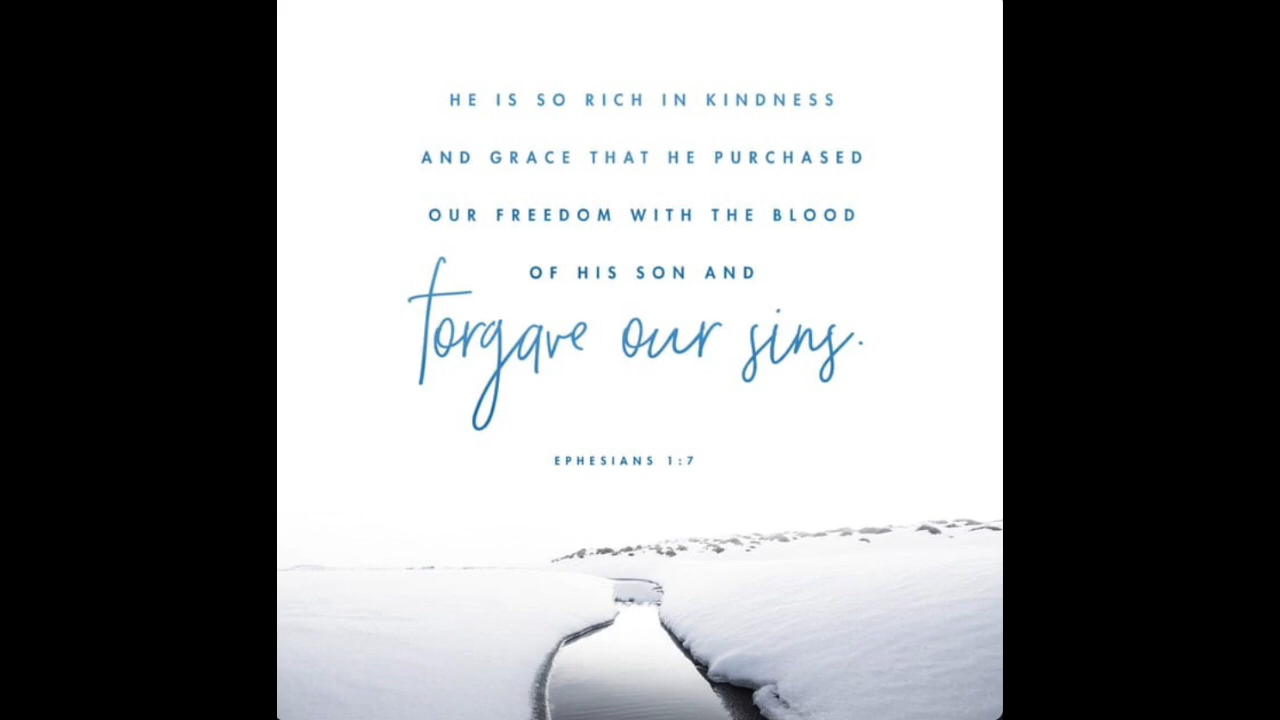 HE IS SO RICH IN KINDNESS
AND GRACE THAT HE PURCHASED
OUR FREEDOM WITH THE BLOOD
OF HIS SON AND
forgave our sins.
EPHESIANS 1:7